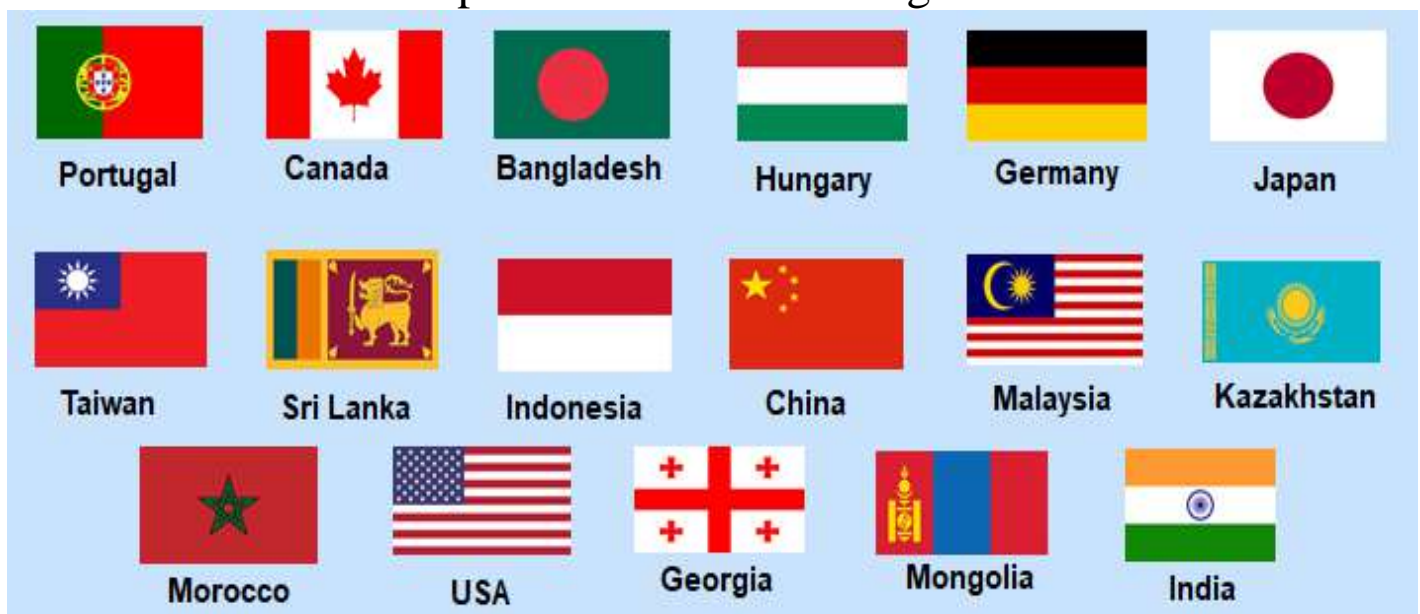 Portugal Canada Bangladesh Hungary Germany Japan
Taiwan Sri Lanka Indonesia China Malaysia Kazakhstan
Morocco USA Georgia Mongolia India